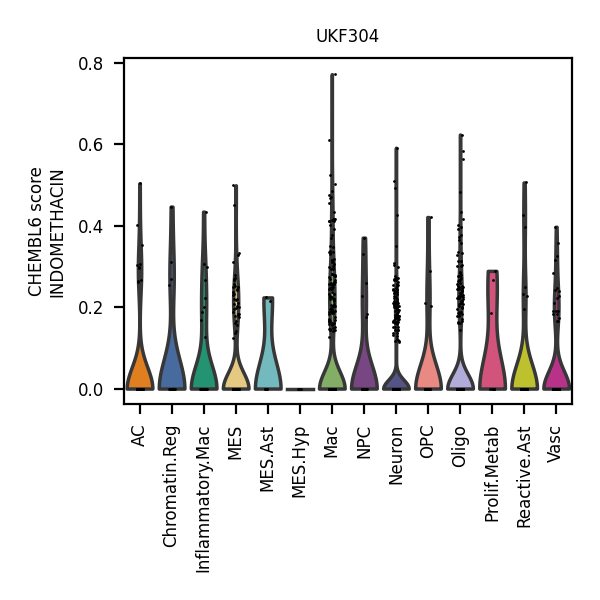 UKF304
CHEMBL6 score
INDOMETHACIN
0.8
0.6
0.4
0.2
0.0
AC
Chromatin.Reg
Inflammatory.Mac
MES
MES.Ast
MES.Hyp
Mac
NPC
Neuron
OPC
Oligo
Prolif.Metab
Reactive.Ast
Vasc